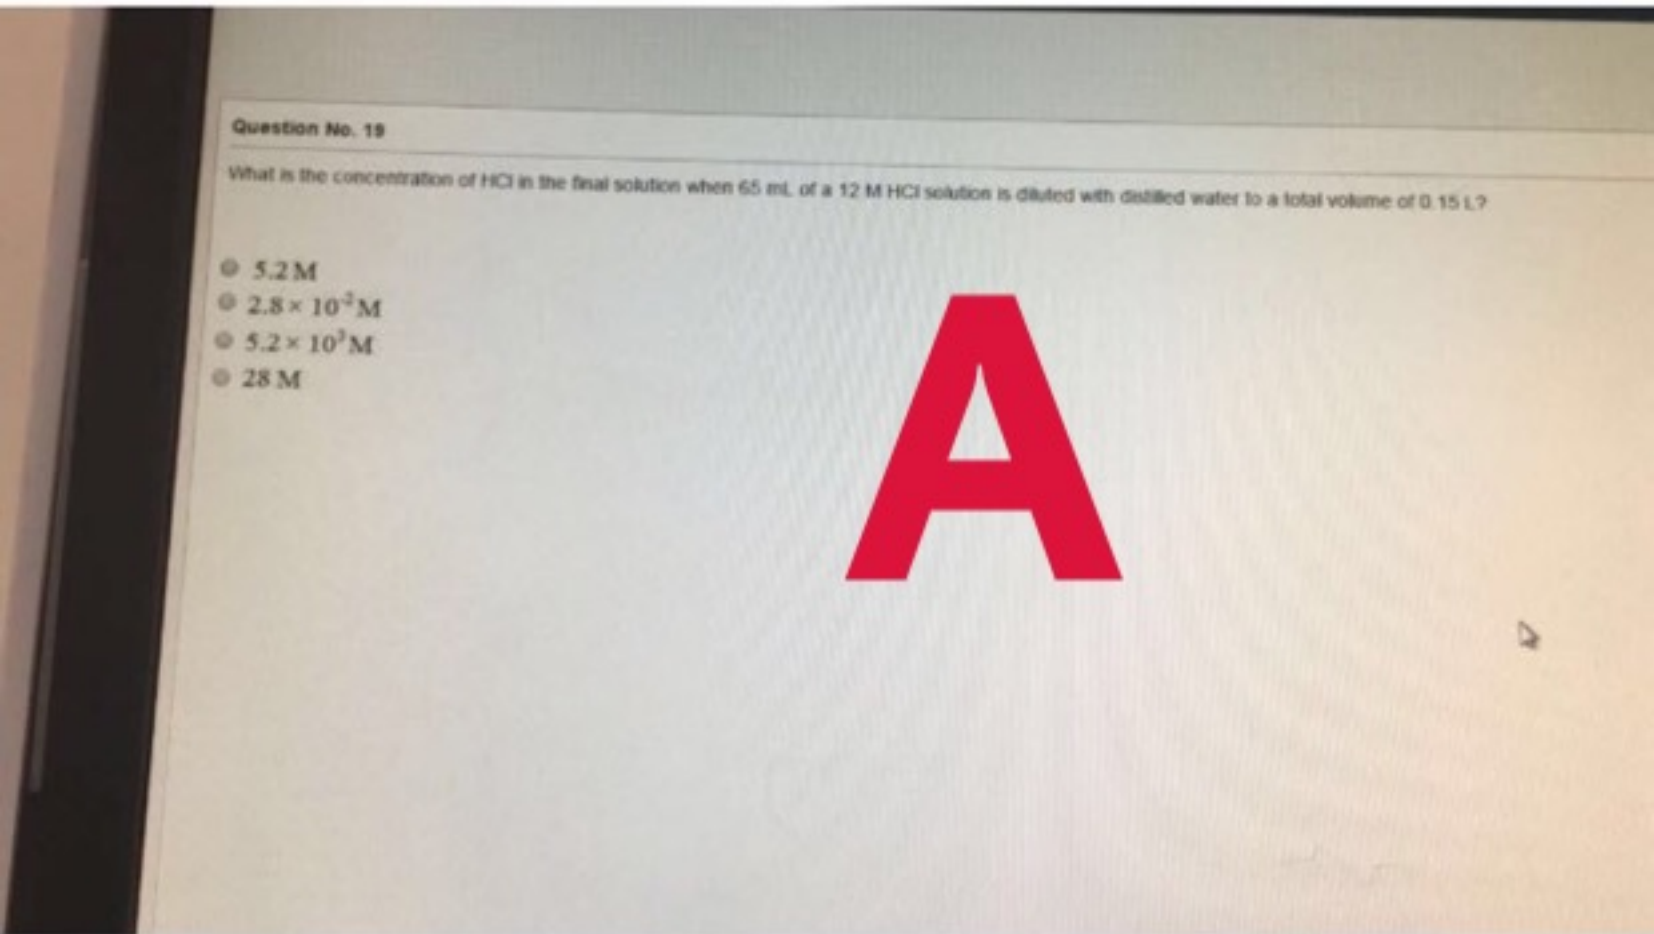 Question No. 19
What is the concentration of HCl in the final solution when 65 mL of a 12 M HCl solution is diluted with distilled water to a total volume of 0.15 L?
5.2 M
2.8 × 10⁻² M
5.2 × 10³ M
28 M
A